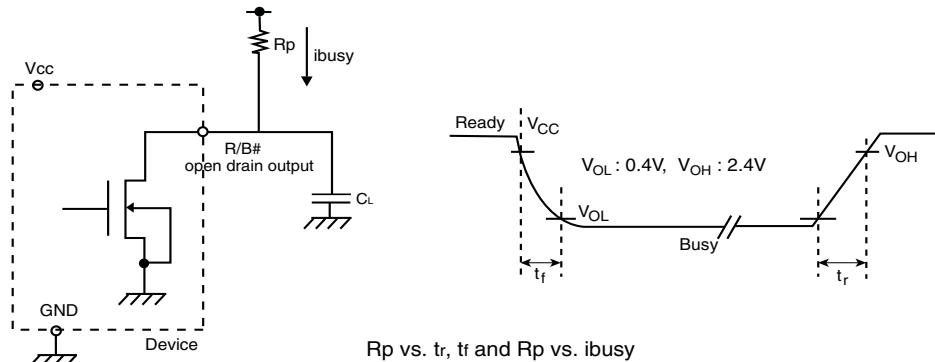 Rp
ibusy
Vcc
R/B#
open drain output
CL
GND
Device
Ready
VCC
VOL : 0.4V, VOH : 2.4V
VOH
VOL
Busy
tf
tr
Rp vs. tr, tf and Rp vs. ibusy